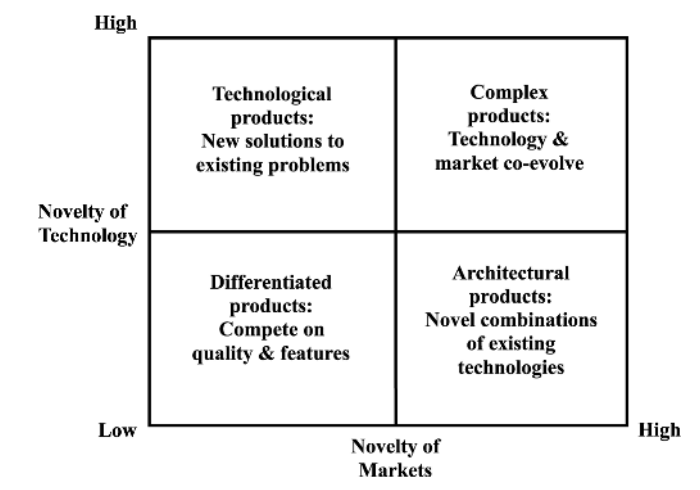 High
Technological
products:
New solutions to
existing problems
Complex
products:
Technology &
market co-evolve
Novelty of
Technology
Differentiated
products:
Compete on
quality & features
Architectural
products:
Novel combinations
of existing
technologies
Low
High
Novelty of
Markets